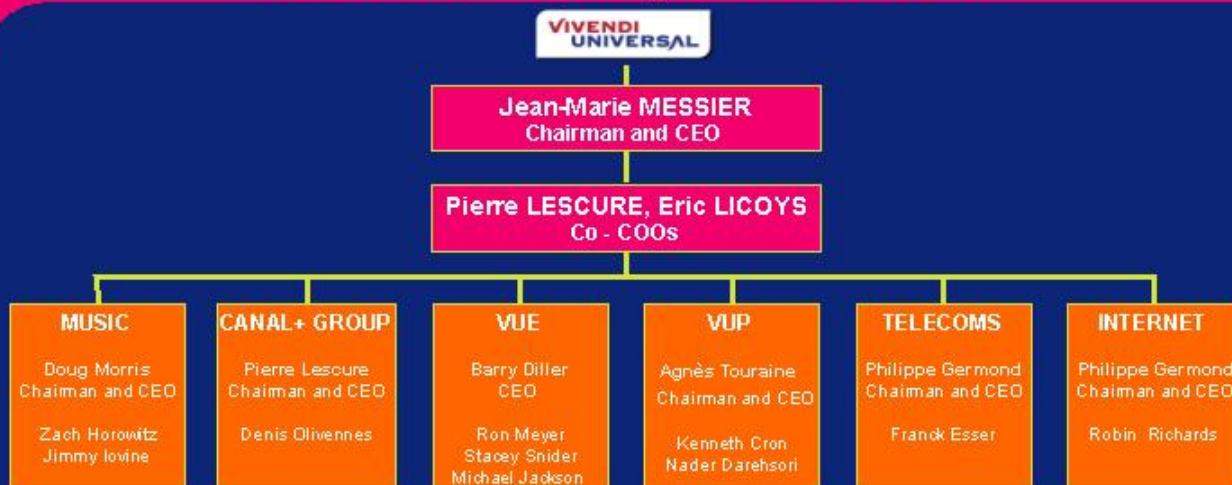 VIVENDI
UNIVERSAL
Jean-Marie MESSIER
Chairman and CEO
Pierre LESCURE, Eric LICOYS
Co - COOs
MUSIC
Doug Morris
Chairman and CEO
Zach Horowitz
Jimmy Iovine
CANAL+ GROUP
Pierre Lescure
Chairman and CEO
Denis Olivennes
VUE
Barry Diller
CEO
Ron Meyer
Stacey Snider
Michael Jackson
VUP
Agnès Touraine
Chairman and CEO
Kenneth Cron
Nader Darehsori
TELECOMS
Philippe Germond
Chairman and CEO
Franck Esser
INTERNET
Philippe Germond
Chairman and CEO
Robin Richards